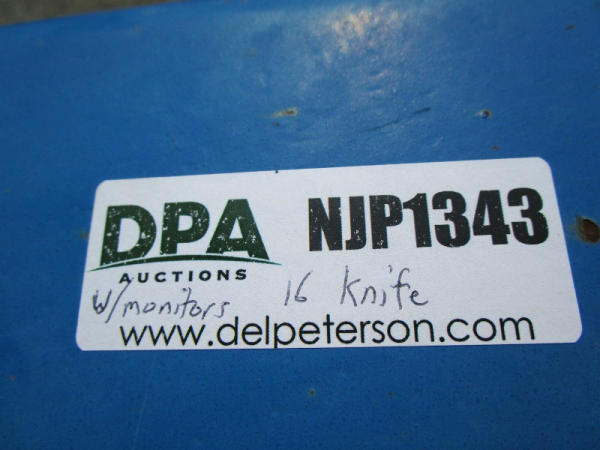 DPA NJP1343
AUCTIONS
w/ monitors 16 Knife
www.delpeterson.com